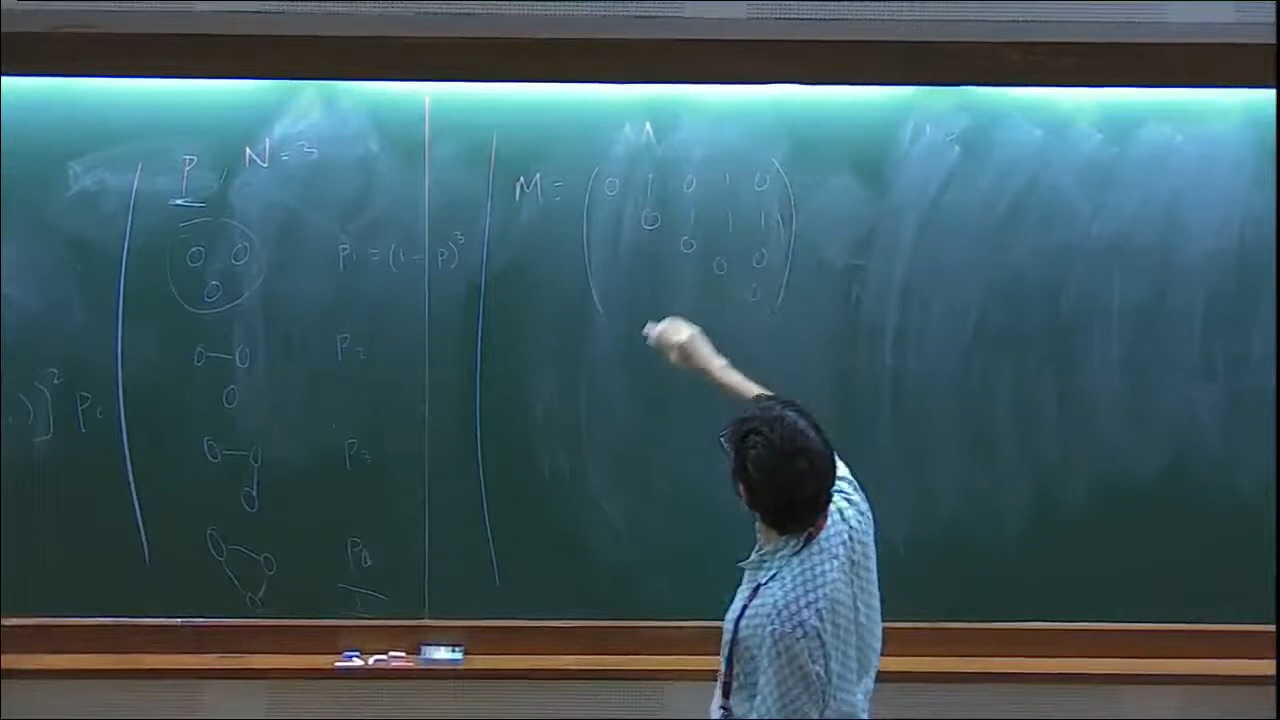 )]² P
P, N = 3
P₁ = (1 - P)³
P₂
P₃
P₄
M =
0 1 0 1 0
0 1 1 1
0
0 0
0